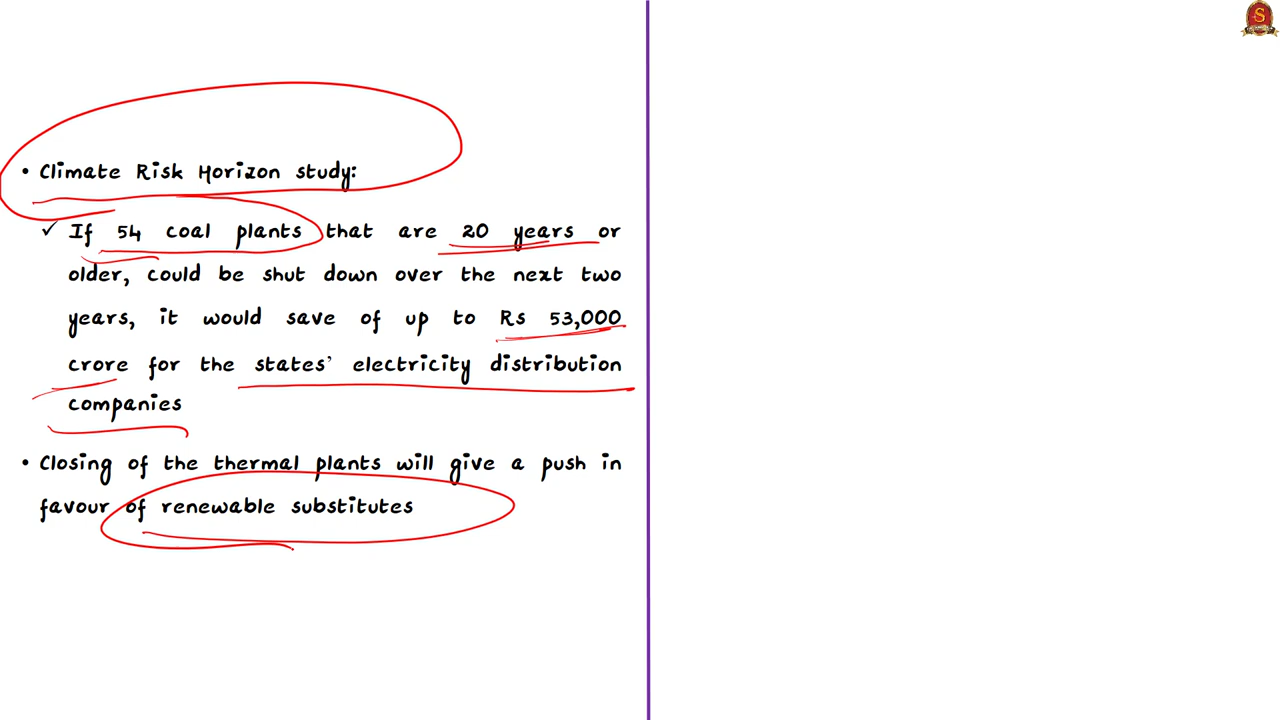 • Climate Risk Horizon study:
✓ If 54 coal plants that are 20 years or
older, could be shut down over the next two
years, it would save of up to Rs 53,000
crore for the states’ electricity distribution
companies
• Closing of the thermal plants will give a push in
favour of renewable substitutes
S